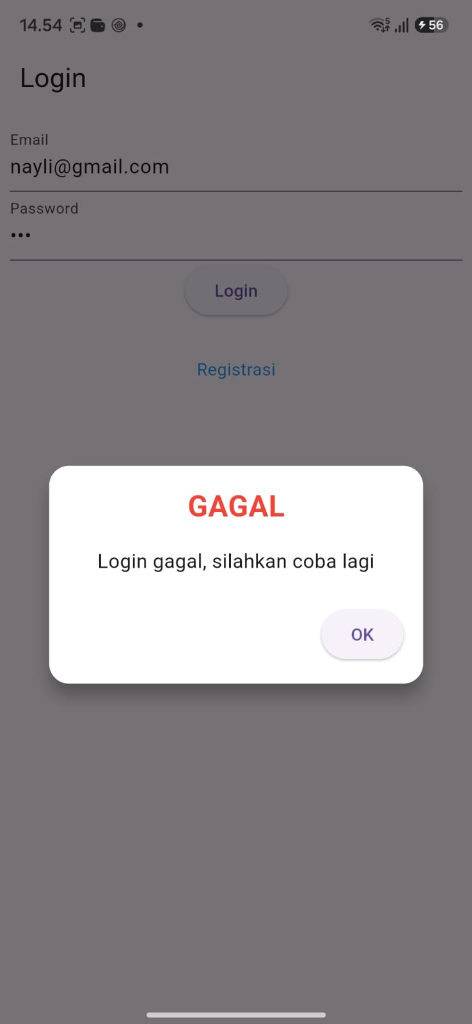 14.54
56
Login
Email
nayli@gmail.com
Password
•••
Login
Registrasi
GAGAL
Login gagal, silahkan coba lagi
OK